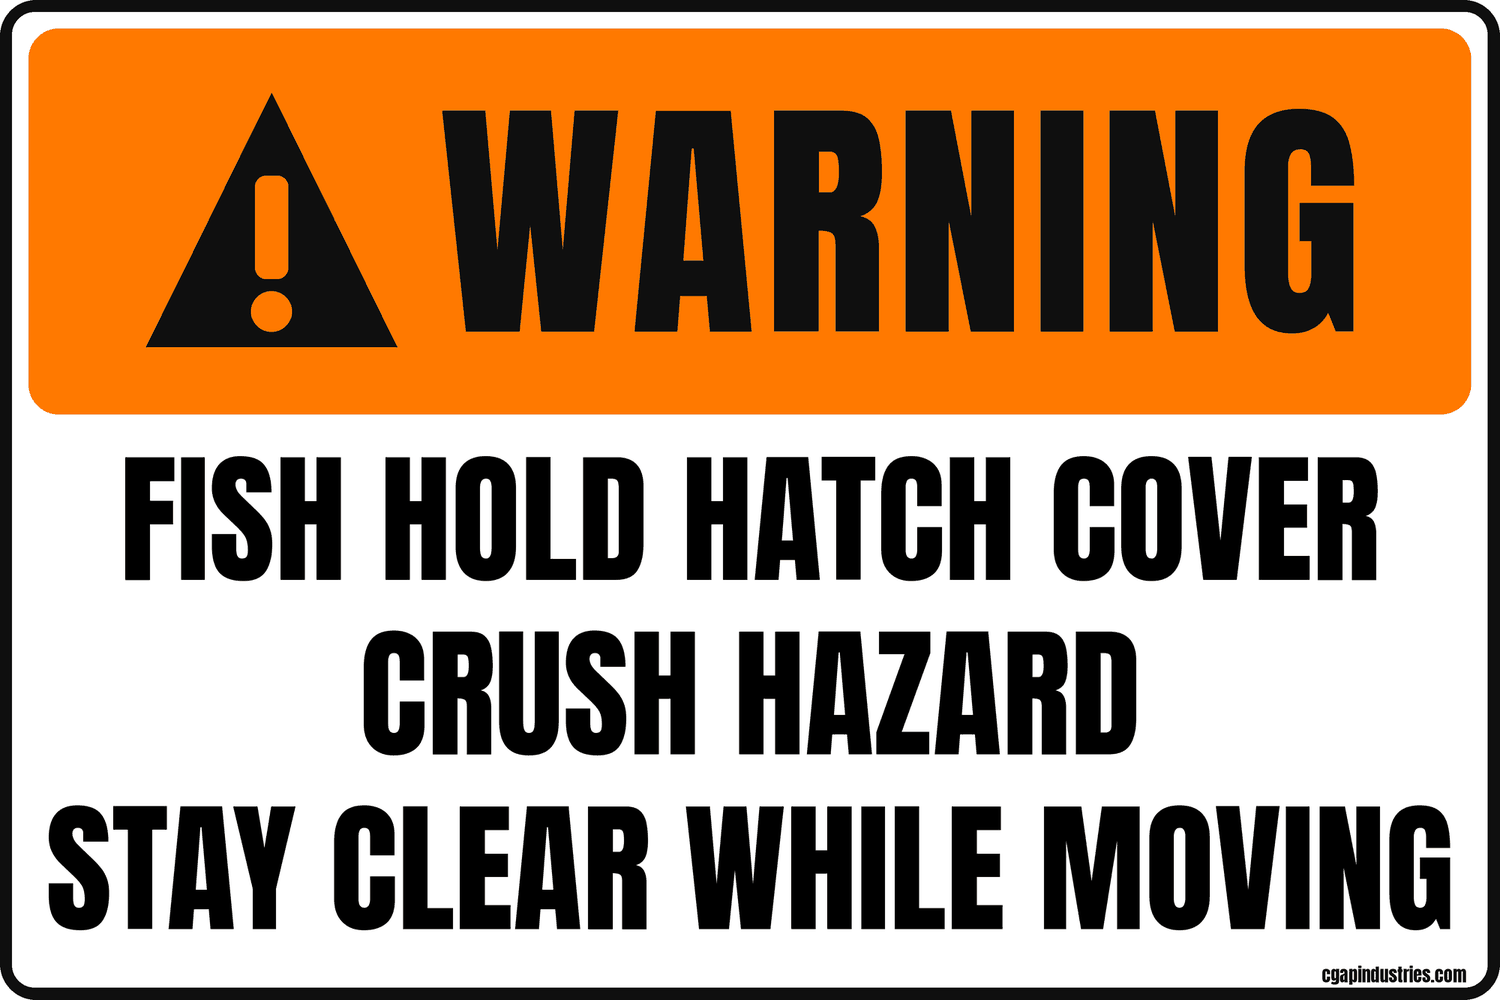 WARNING
FISH HOLD HATCH COVER
CRUSH HAZARD
STAY CLEAR WHILE MOVING
cgapindustries.com